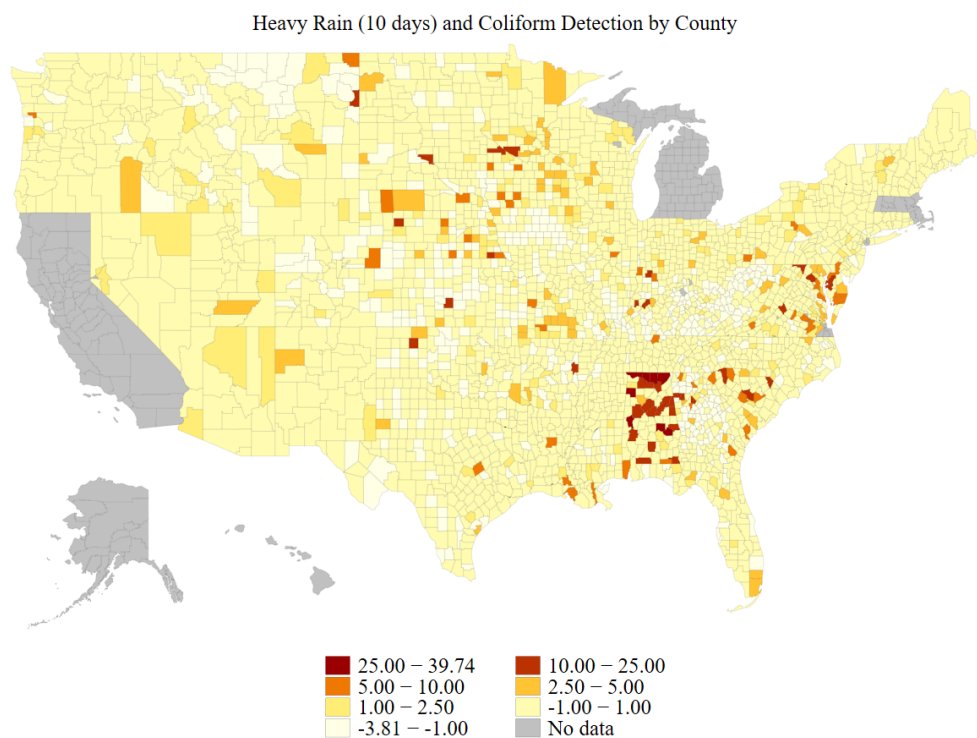 Heavy Rain (10 days) and Coliform Detection by County
25.00 − 39.74 10.00 − 25.00
5.00 − 10.00 2.50 − 5.00
1.00 − 2.50 -1.00 − 1.00
-3.81 − -1.00 No data